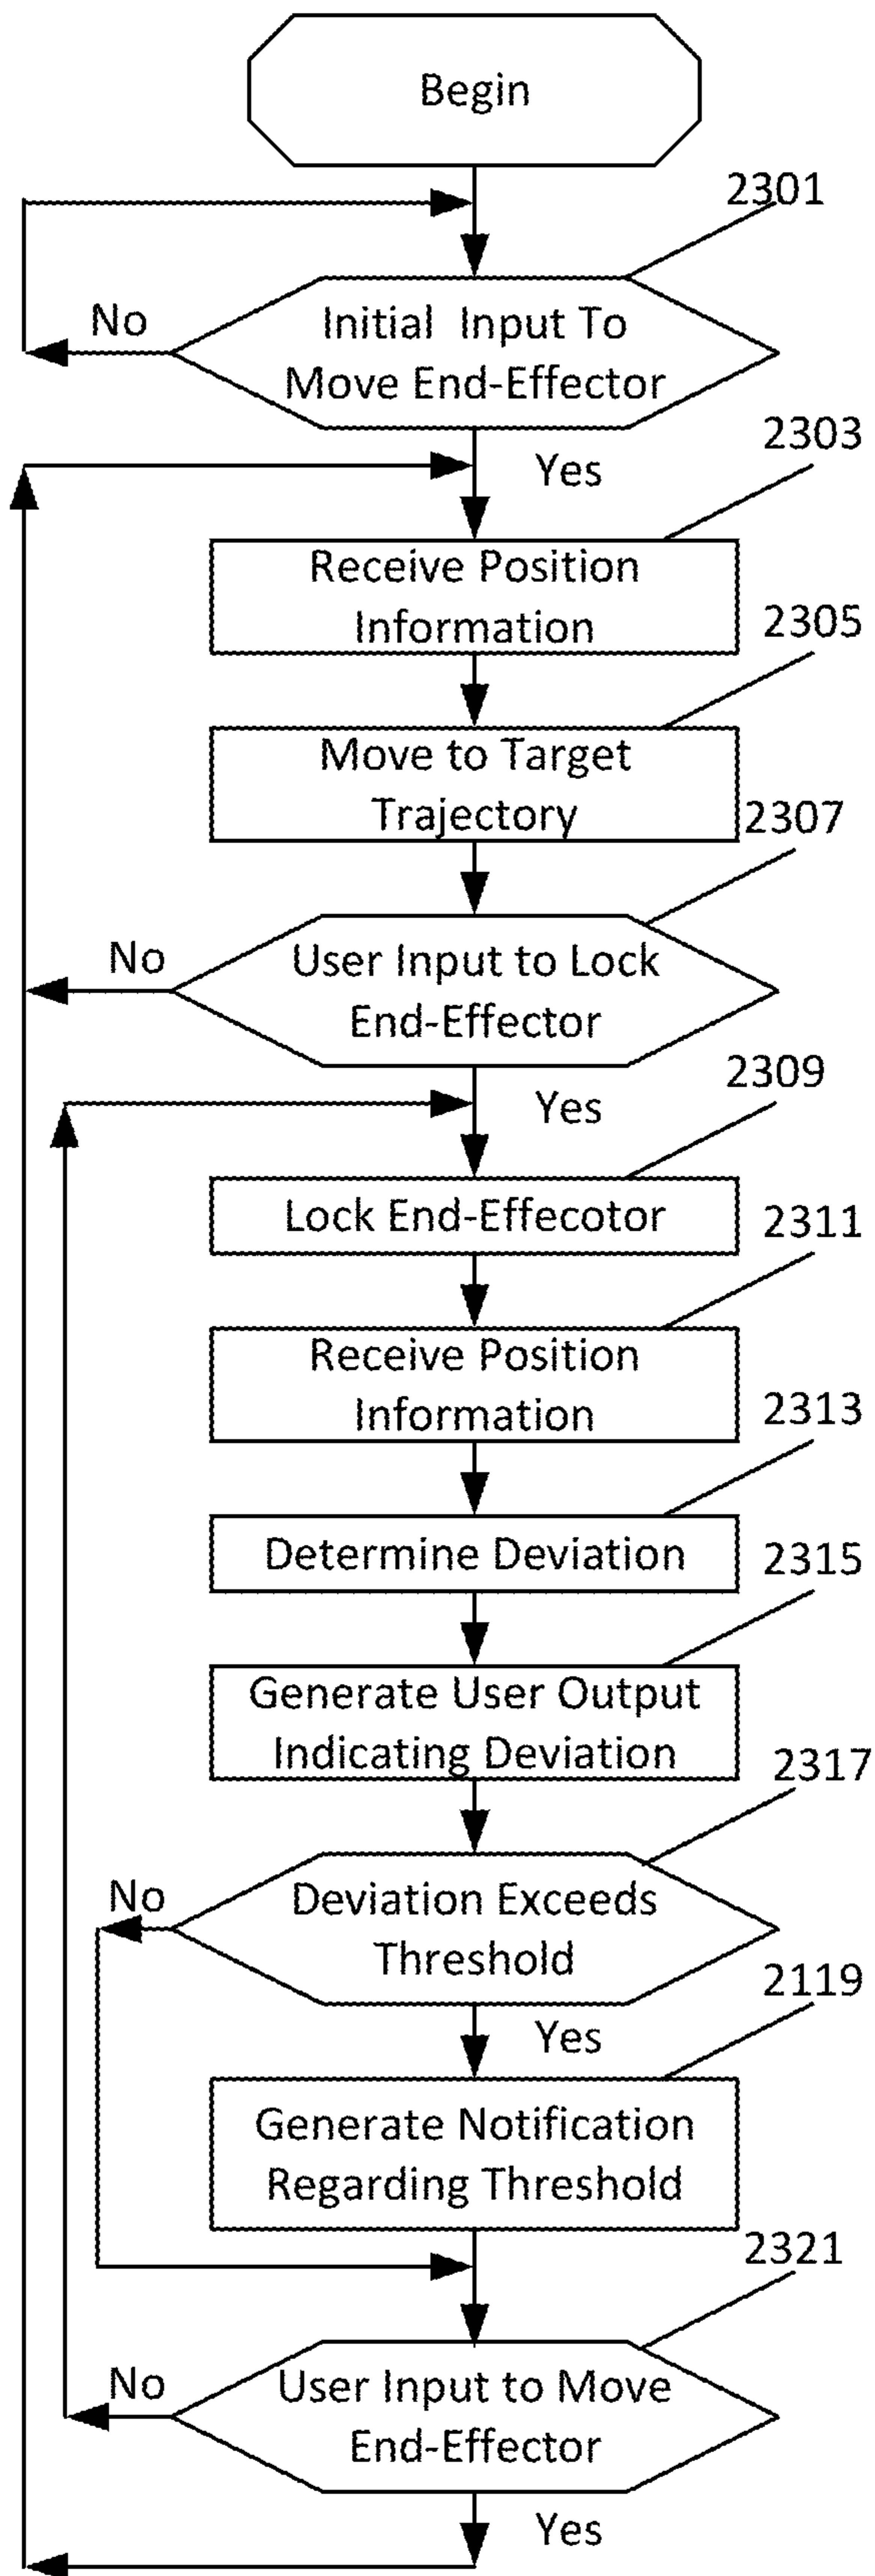 Begin
2301
No
Initial Input To
Move End-Effector
2303
Yes
Receive Position
Information
2305
Move to Target
Trajectory
2307
No
User Input to Lock
End-Effector
2309
Yes
Lock End-Effecotor
2311
Receive Position
Information
2313
Determine Deviation
2315
Generate User Output
Indicating Deviation
2317
No
Deviation Exceeds
Threshold
2119
Yes
Generate Notification
Regarding Threshold
2321
No
User Input to Move
End-Effector
Yes